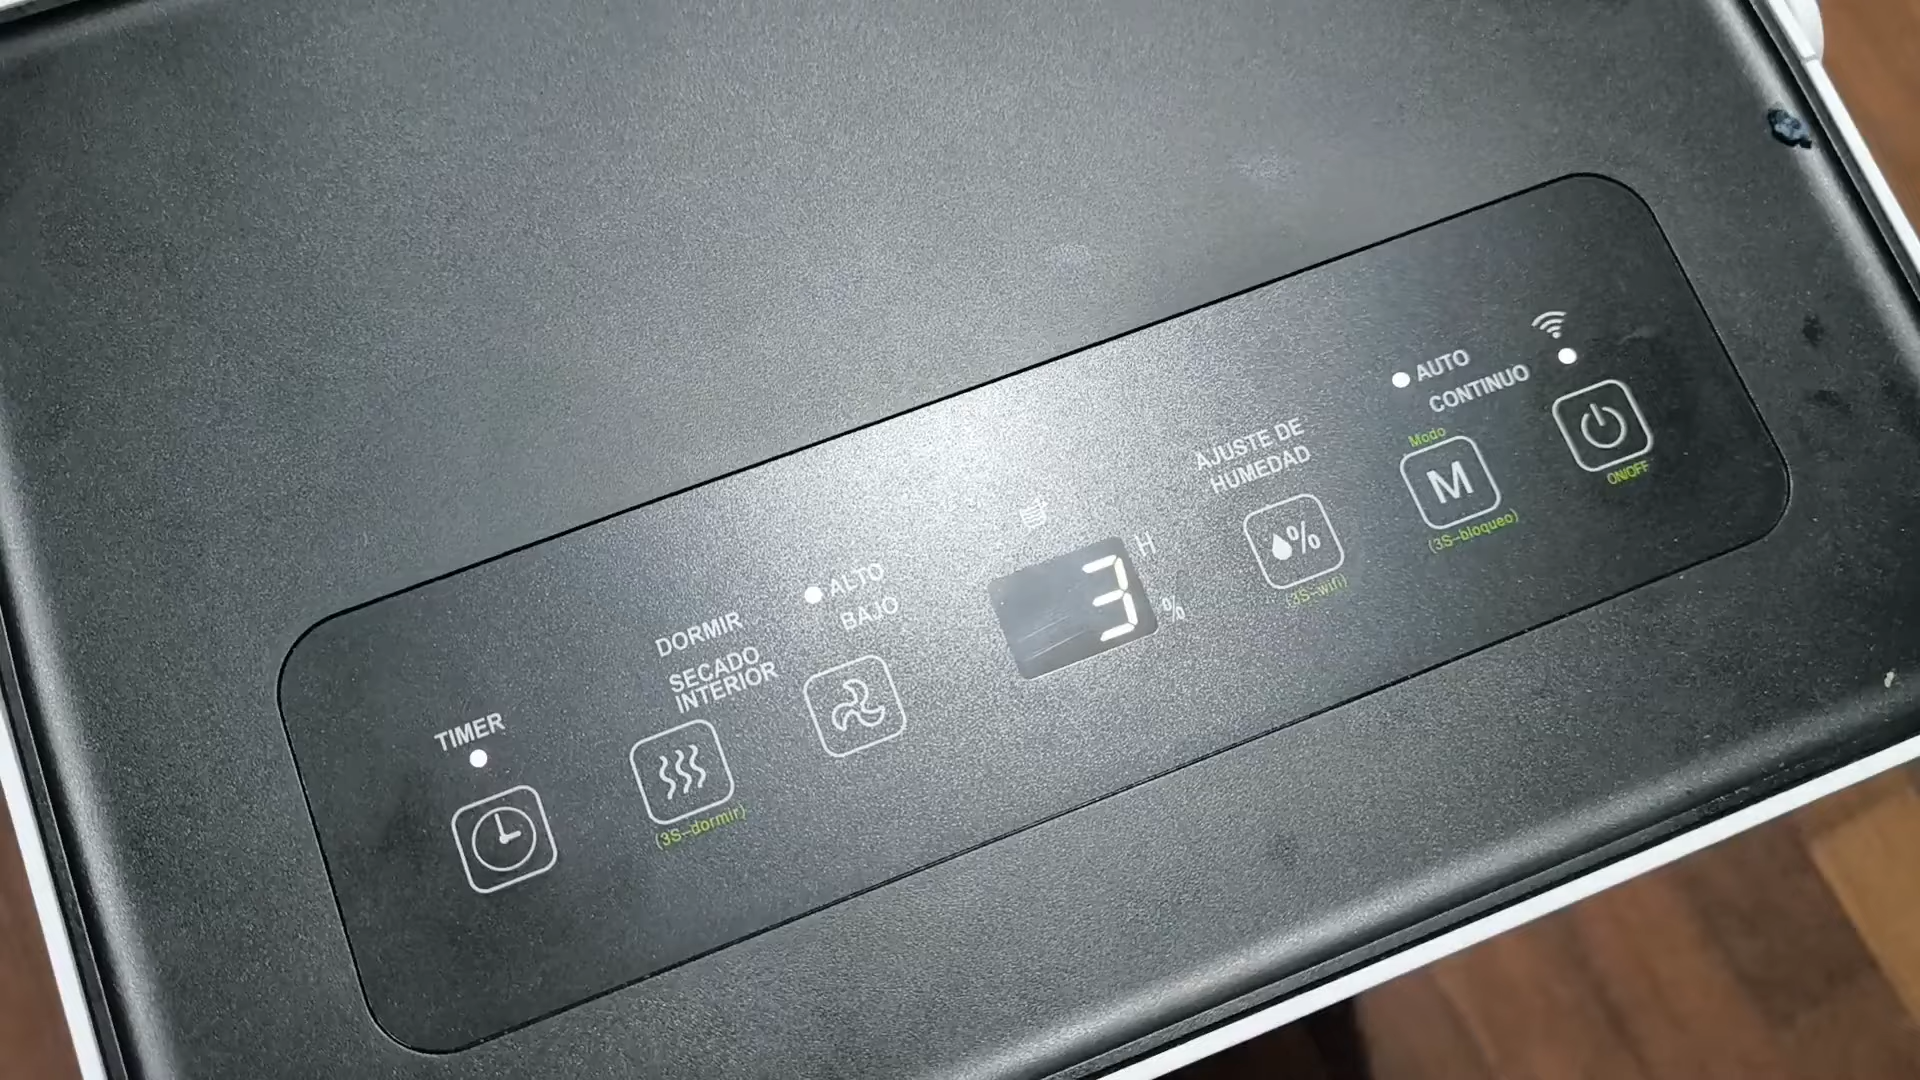 TIMER
DORMIR
SECADO
INTERIOR
(3S-dormir)
ALTO
BAJO
3
H
%
AJUSTE DE
HUMEDAD
%
(3S-wifi)
AUTO
CONTINUO
Modo
M
(3S-bloqueo)
ON/OFF